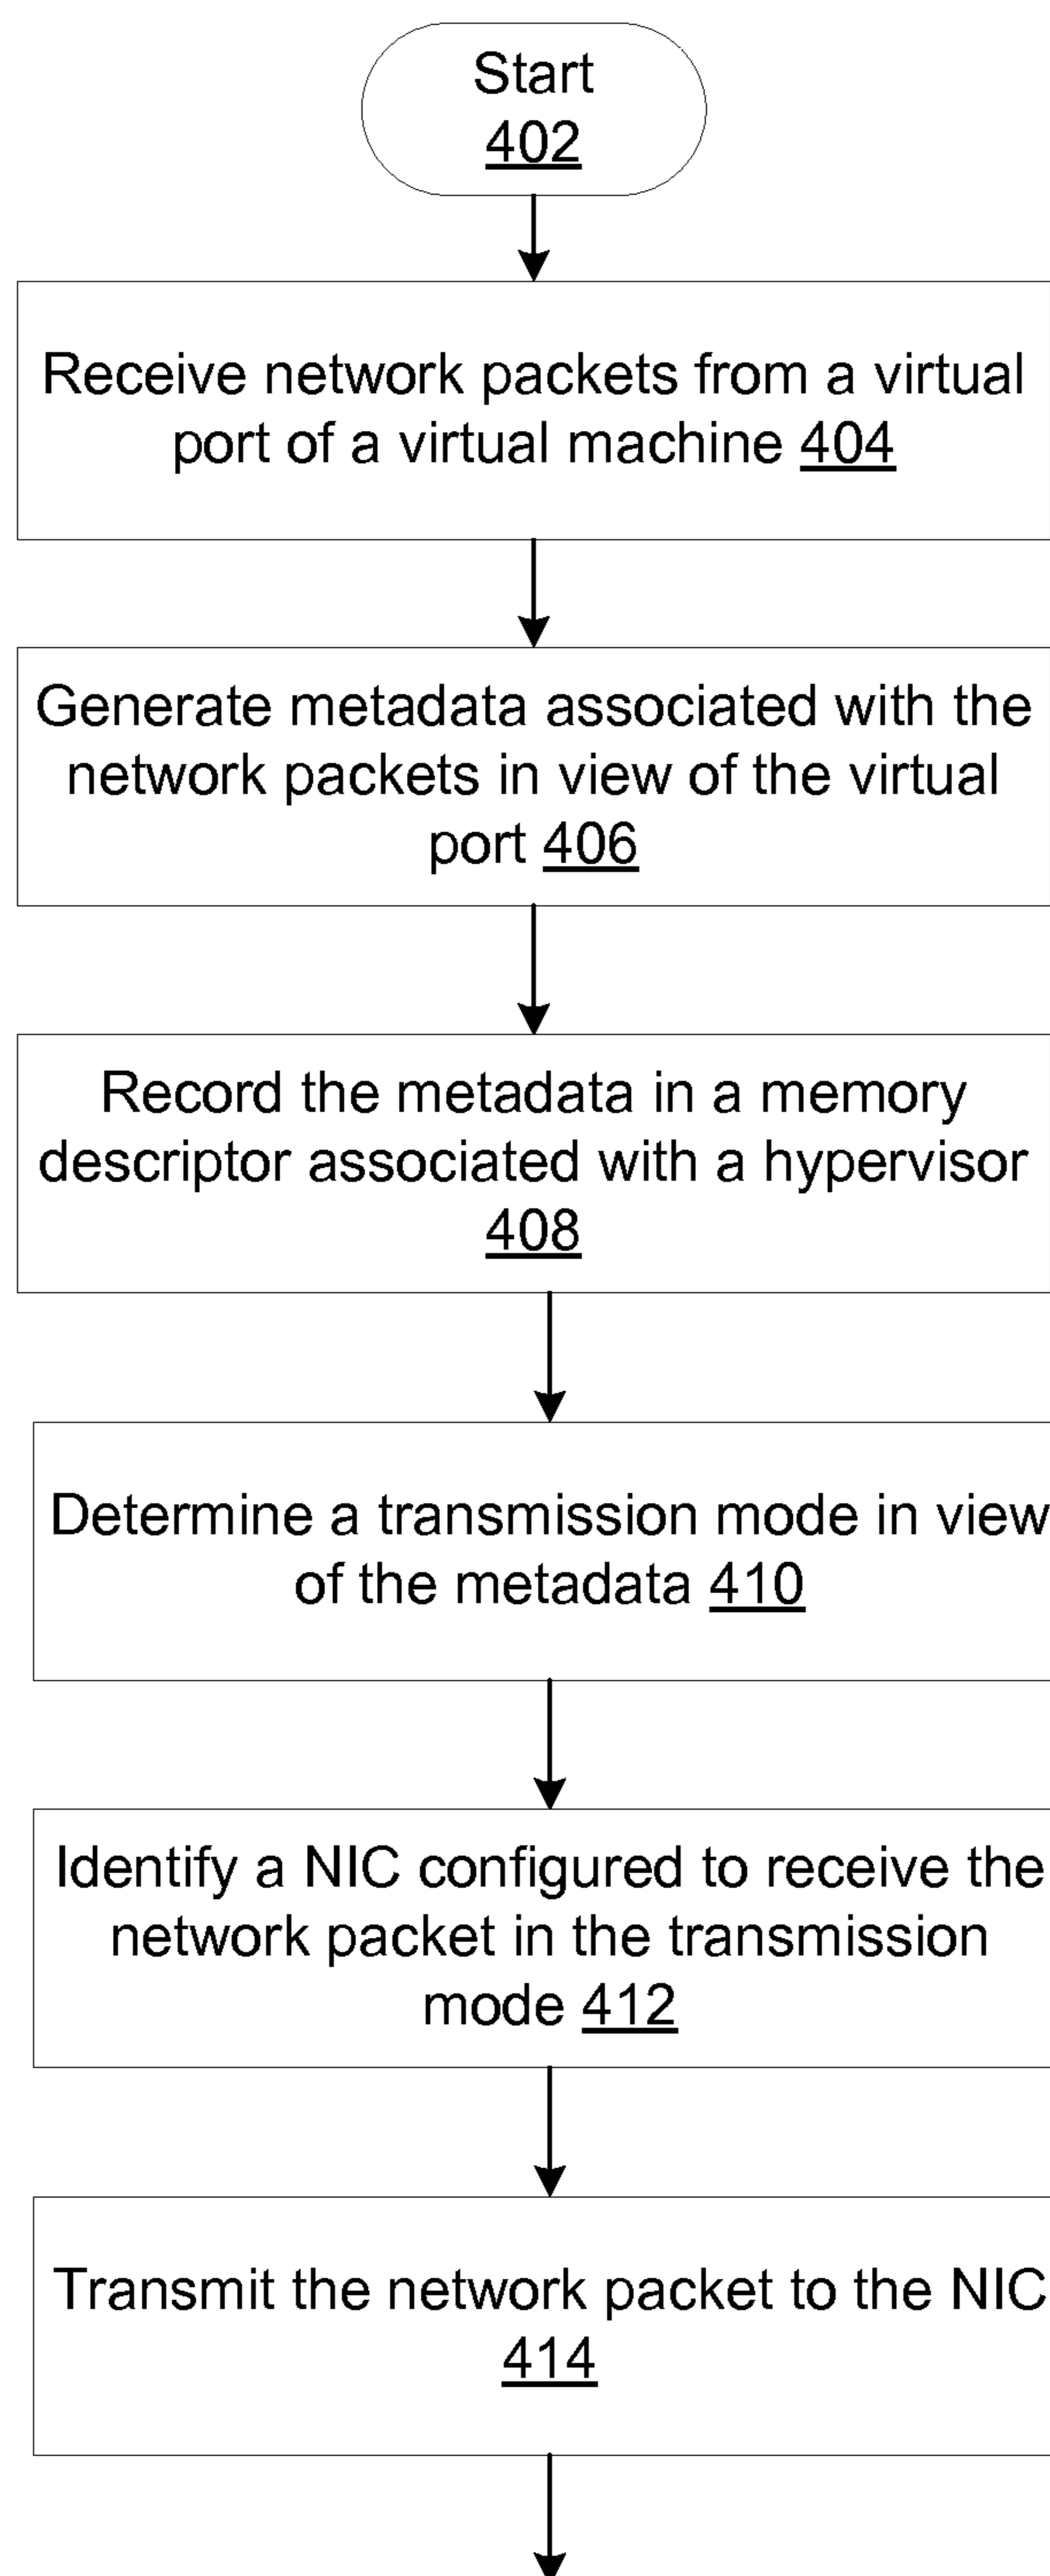 Start
402
Receive network packets from a virtual
port of a virtual machine 404
Generate metadata associated with the
network packets in view of the virtual
port 406
Record the metadata in a memory
descriptor associated with a hypervisor
408
Determine a transmission mode in view
of the metadata 410
Identify a NIC configured to receive the
network packet in the transmission
mode 412
Transmit the network packet to the NIC
414